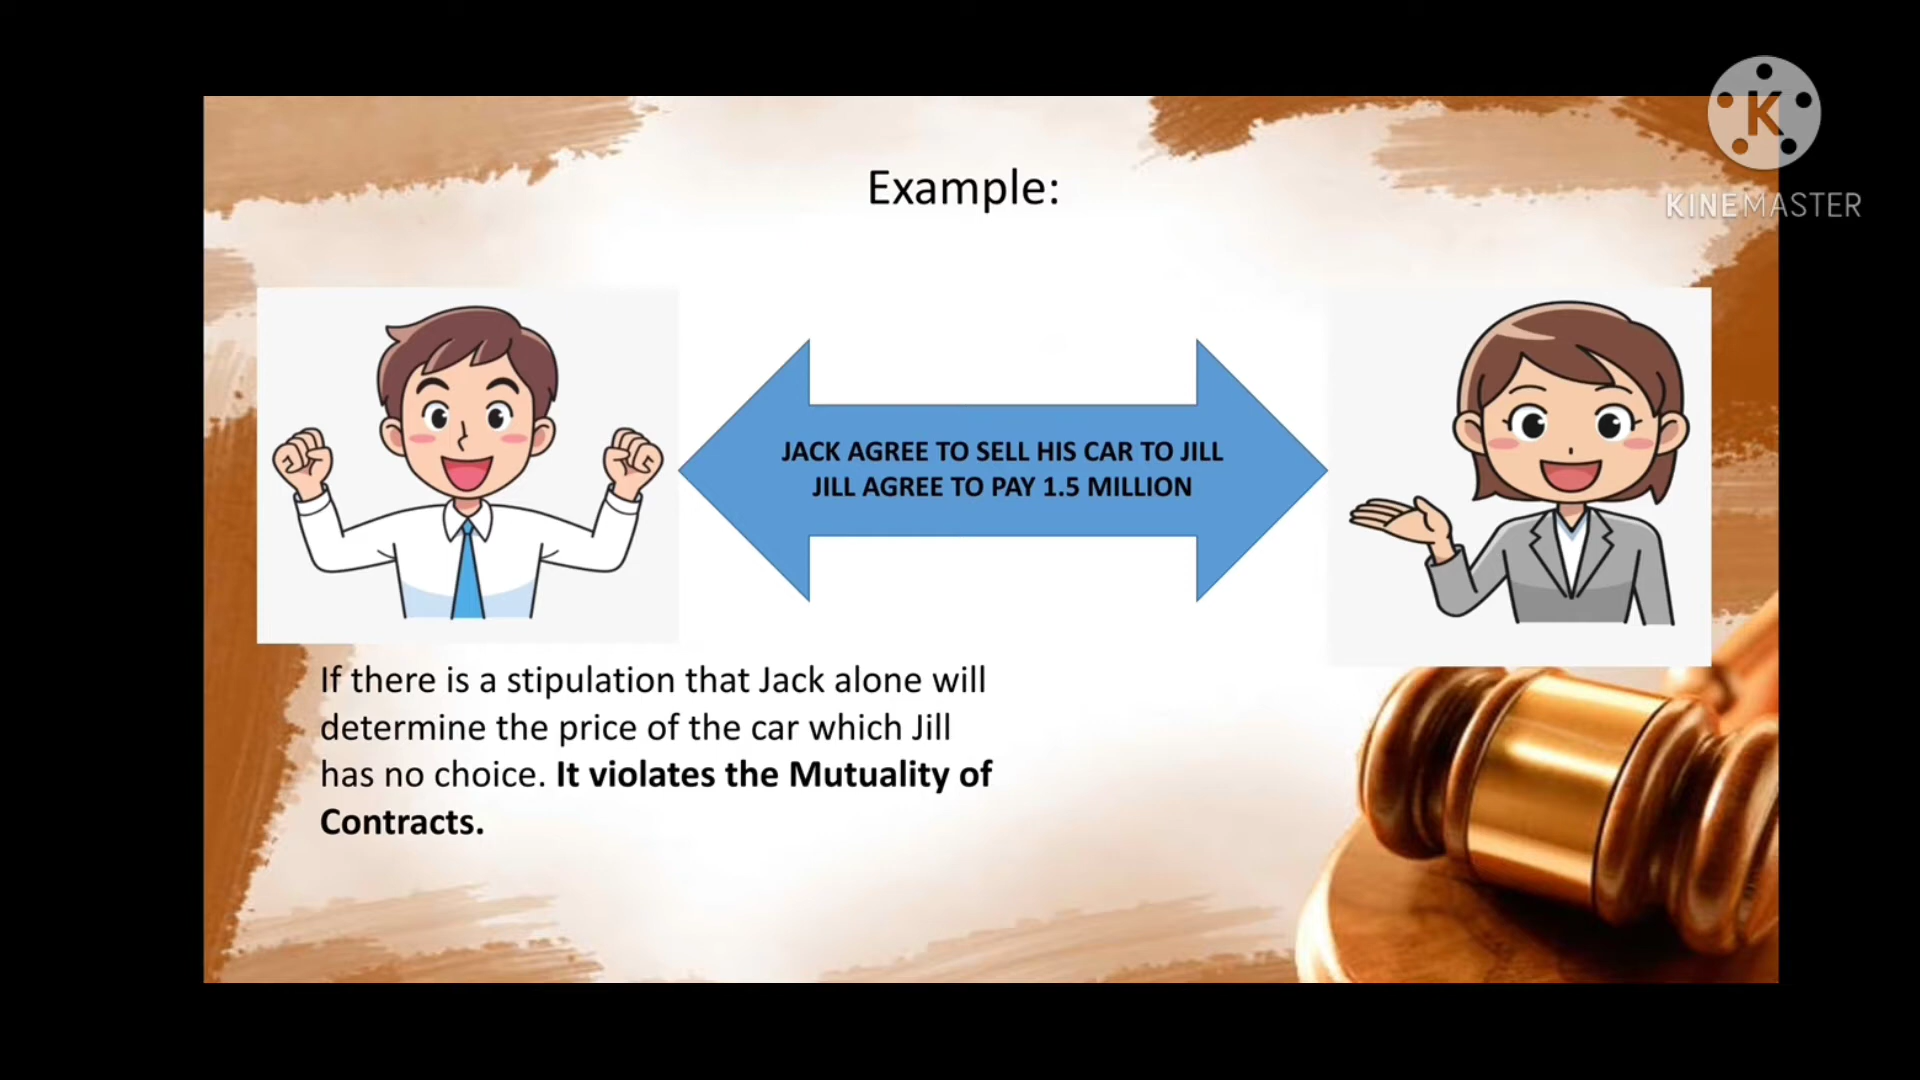 K
KINEMASTER
Example:
JACK AGREE TO SELL HIS CAR TO JILL
JILL AGREE TO PAY 1.5 MILLION
If there is a stipulation that Jack alone will
determine the price of the car which Jill
has no choice. It violates the Mutuality of
Contracts.